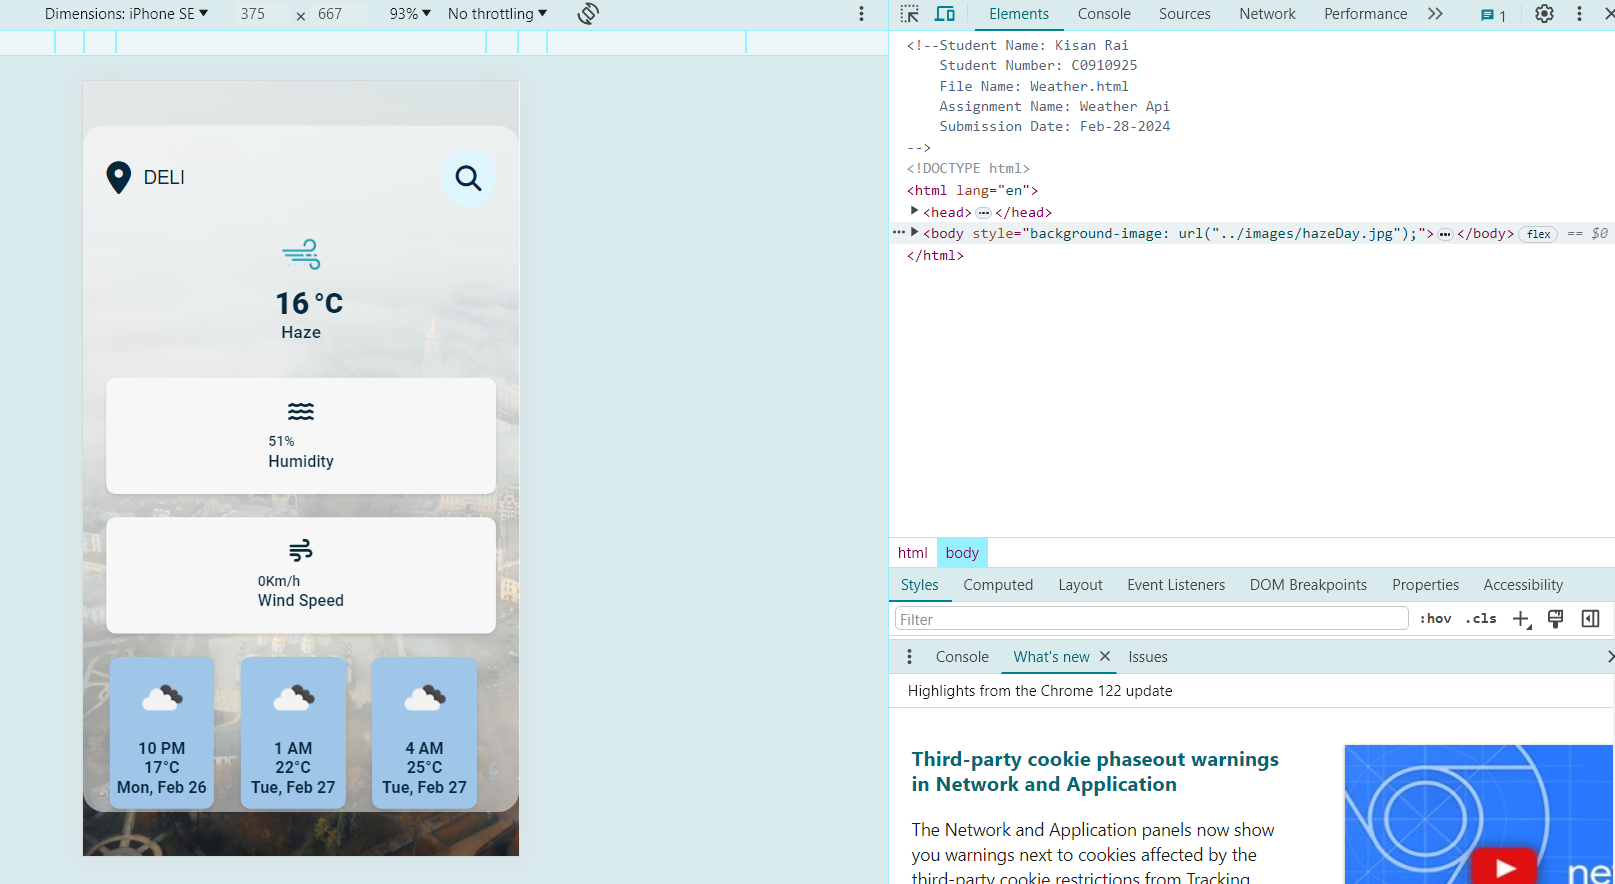 Dimensions: iPhone SE ▼ 375 × 667 93% ▼ No throttling ▼
DELI
16 °C
Haze
51%
Humidity
0Km/h
Wind Speed
10 PM
17°C
Mon, Feb 26
1 AM
22°C
Tue, Feb 27
4 AM
25°C
Tue, Feb 27
Elements Console Sources Network Performance 1
<!--Student Name: Kisan Rai
Student Number: C0910925
File Name: Weather.html
Assignment Name: Weather Api
Submission Date: Feb-28-2024
-->
<!DOCTYPE html>
<html lang="en">
<head>…</head>
<body style="background-image: url("../images/hazeDay.jpg");">…</body> flex == $0
</html>
html body
Styles Computed Layout Event Listeners DOM Breakpoints Properties Accessibility
Filter :hov .cls
Console What's new Issues
Highlights from the Chrome 122 update
Third-party cookie phaseout warnings
in Network and Application
The Network and Application panels now show
you warnings next to cookies affected by the
third-party cookie restrictions from Tracking
ne